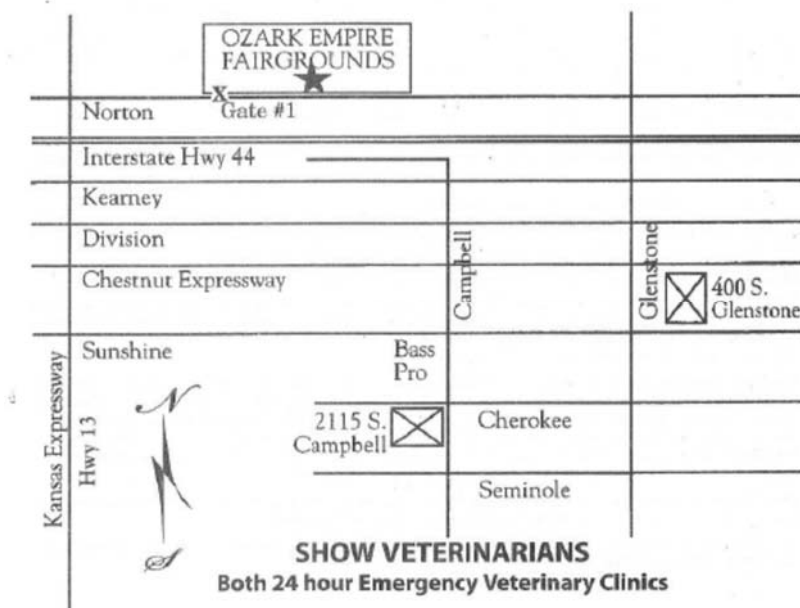 OZARK EMPIRE
FAIRGROUNDS
X
Norton
Gate #1
Interstate Hwy 44
Kearney
Division
Campbell
Glenstone
Chestnut Expressway
400 S.
Glenstone
Sunshine
Bass
Pro
Kansas Expressway
Hwy 13
N
2115 S.
Campbell
Cherokee
Seminole
S
SHOW VETERINARIANS
Both 24 hour Emergency Veterinary Clinics